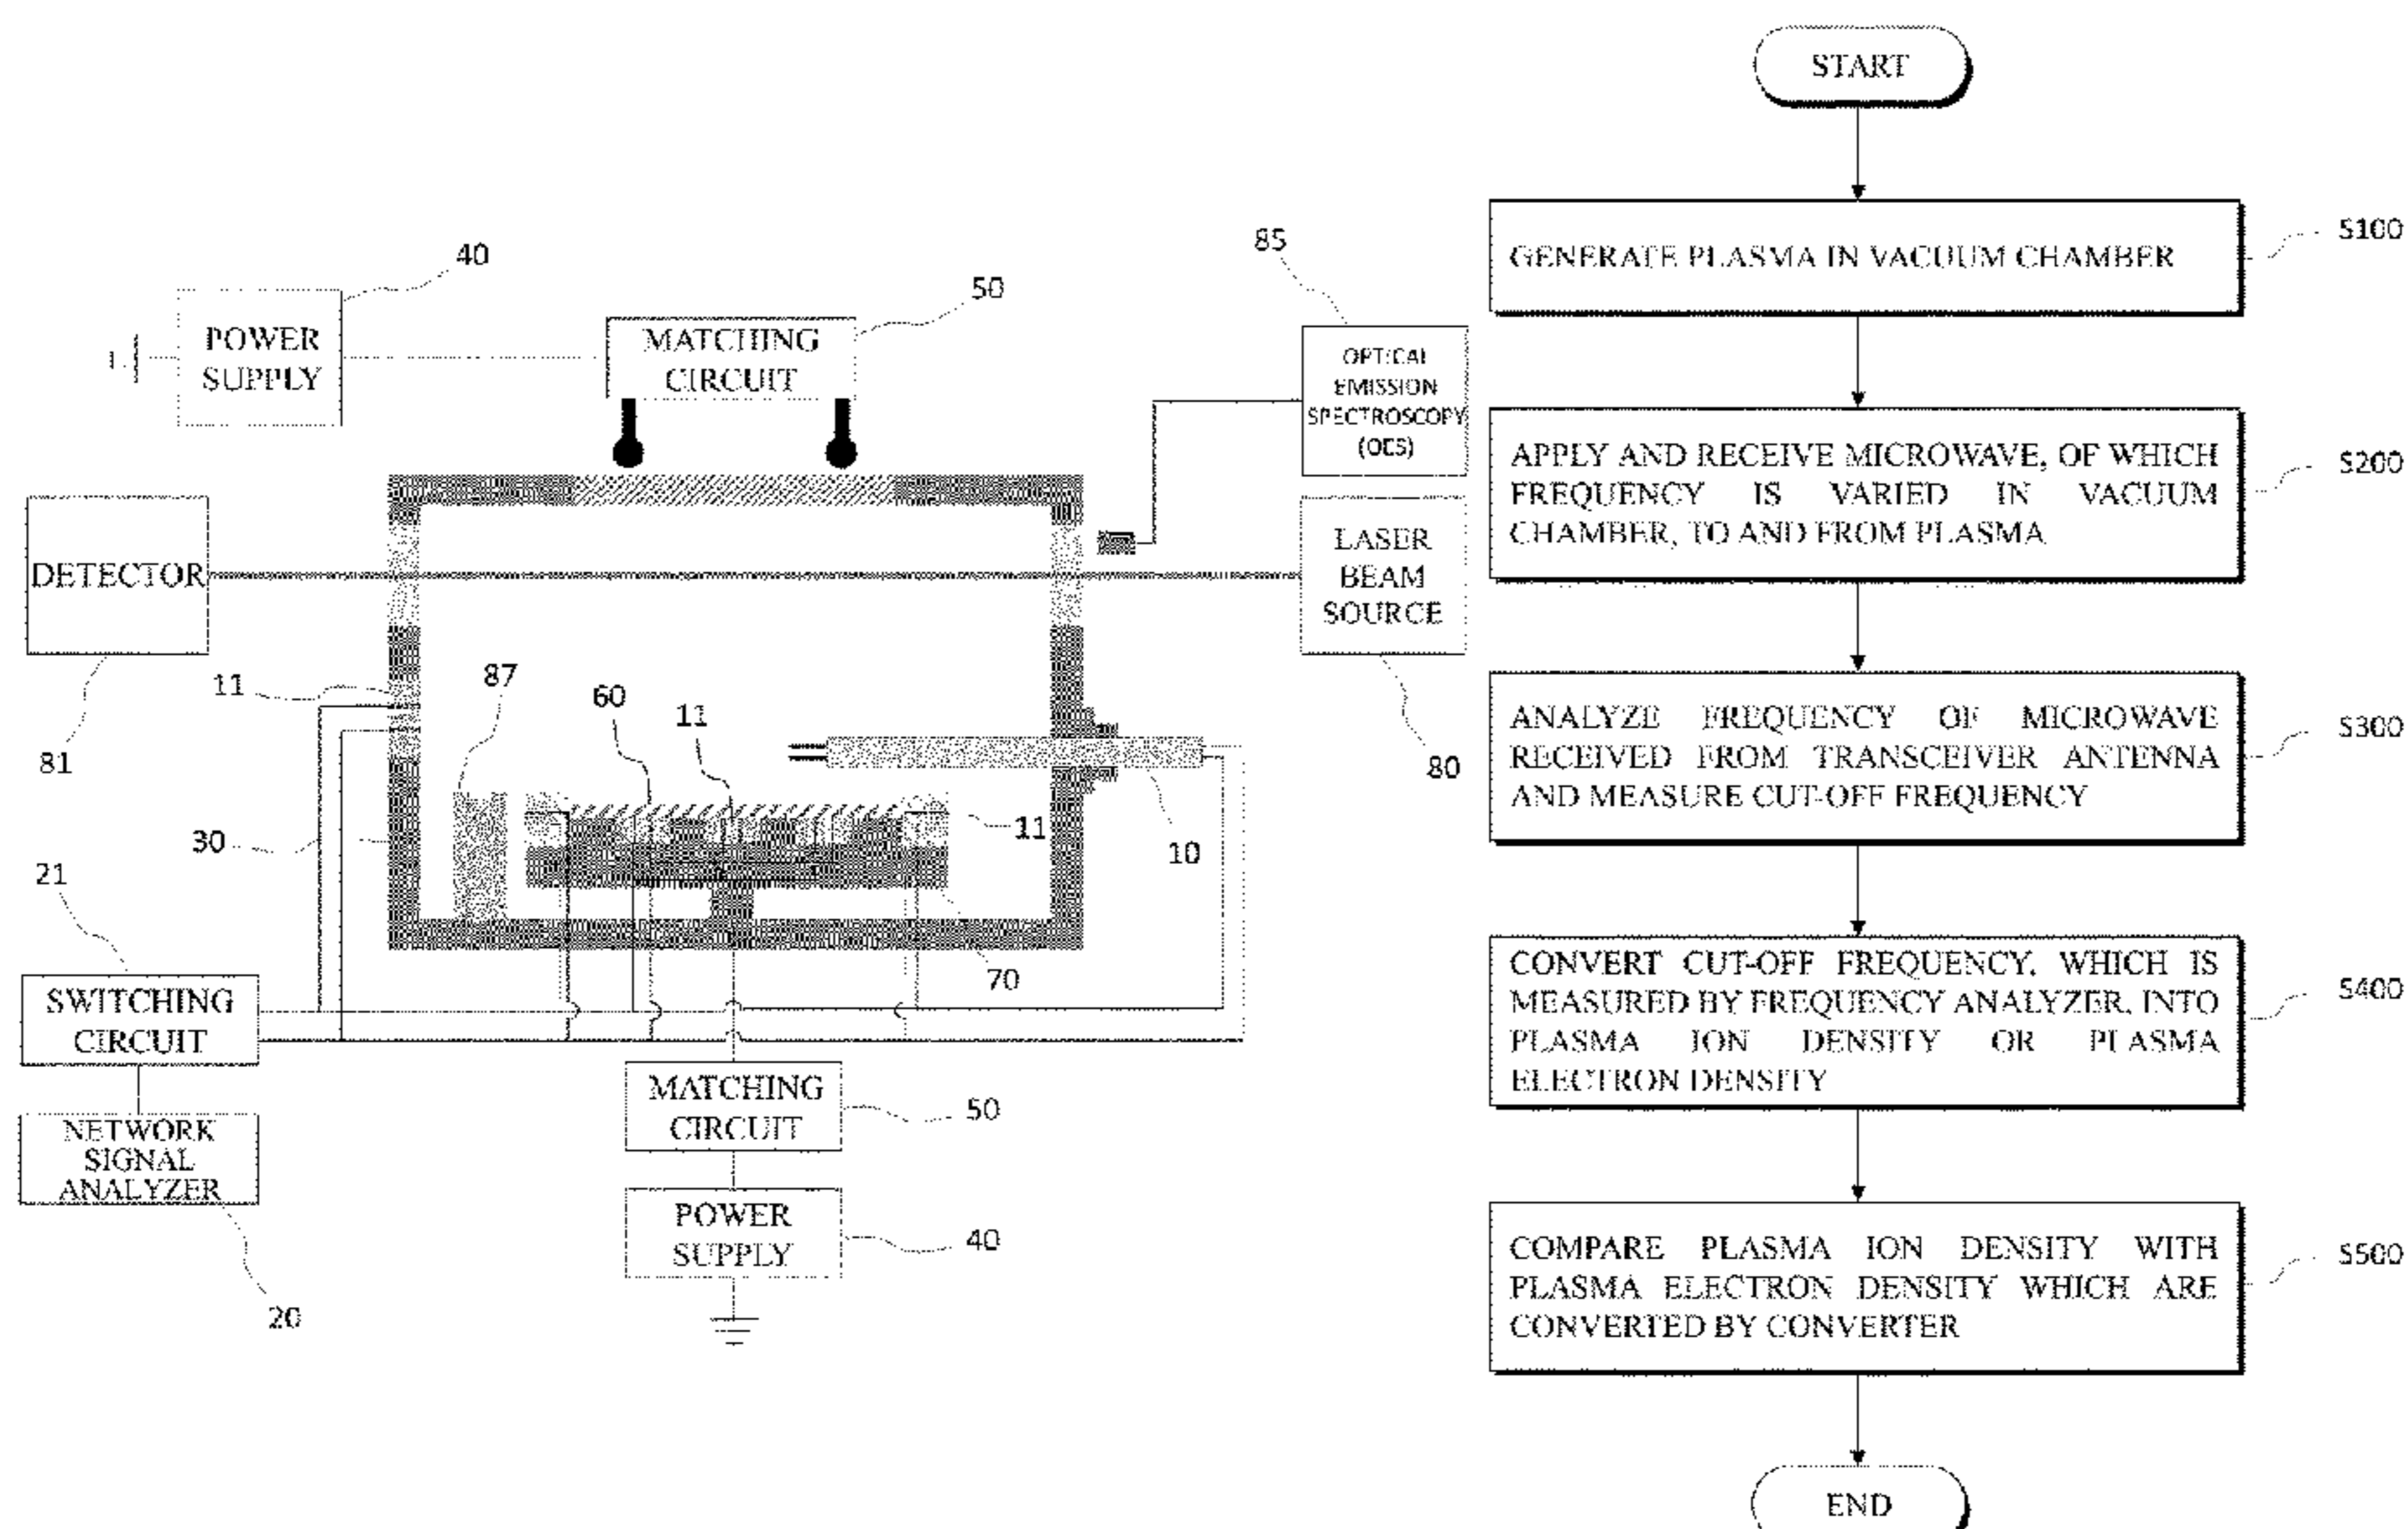 40
POWER
SUPPLY
50
MATCHING
CIRCUIT
85
OPTICAL
EMISSION
SPECTROSCOPY
(OES)
DETECTOR
81
LASER
BEAM
SOURCE
80
11
87
60
11
11
10
30
70
21
SWITCHING
CIRCUIT
NETWORK
SIGNAL
ANALYZER
20
MATCHING
CIRCUIT
50
POWER
SUPPLY
40
START
GENERATE PLASMA IN VACUUM CHAMBER
S100
APPLY AND RECEIVE MICROWAVE, OF WHICH
FREQUENCY IS VARIED IN VACUUM
CHAMBER, TO AND FROM PLASMA
S200
ANALYZE FREQUENCY OF MICROWAVE
RECEIVED FROM TRANSCEIVER ANTENNA
AND MEASURE CUT-OFF FREQUENCY
S300
CONVERT CUT-OFF FREQUENCY, WHICH IS
MEASURED BY FREQUENCY ANALYZER, INTO
PLASMA ION DENSITY OR PLASMA
ELECTRON DENSITY
S400
COMPARE PLASMA ION DENSITY WITH
PLASMA ELECTRON DENSITY WHICH ARE
CONVERTED BY CONVERTER
S500
END